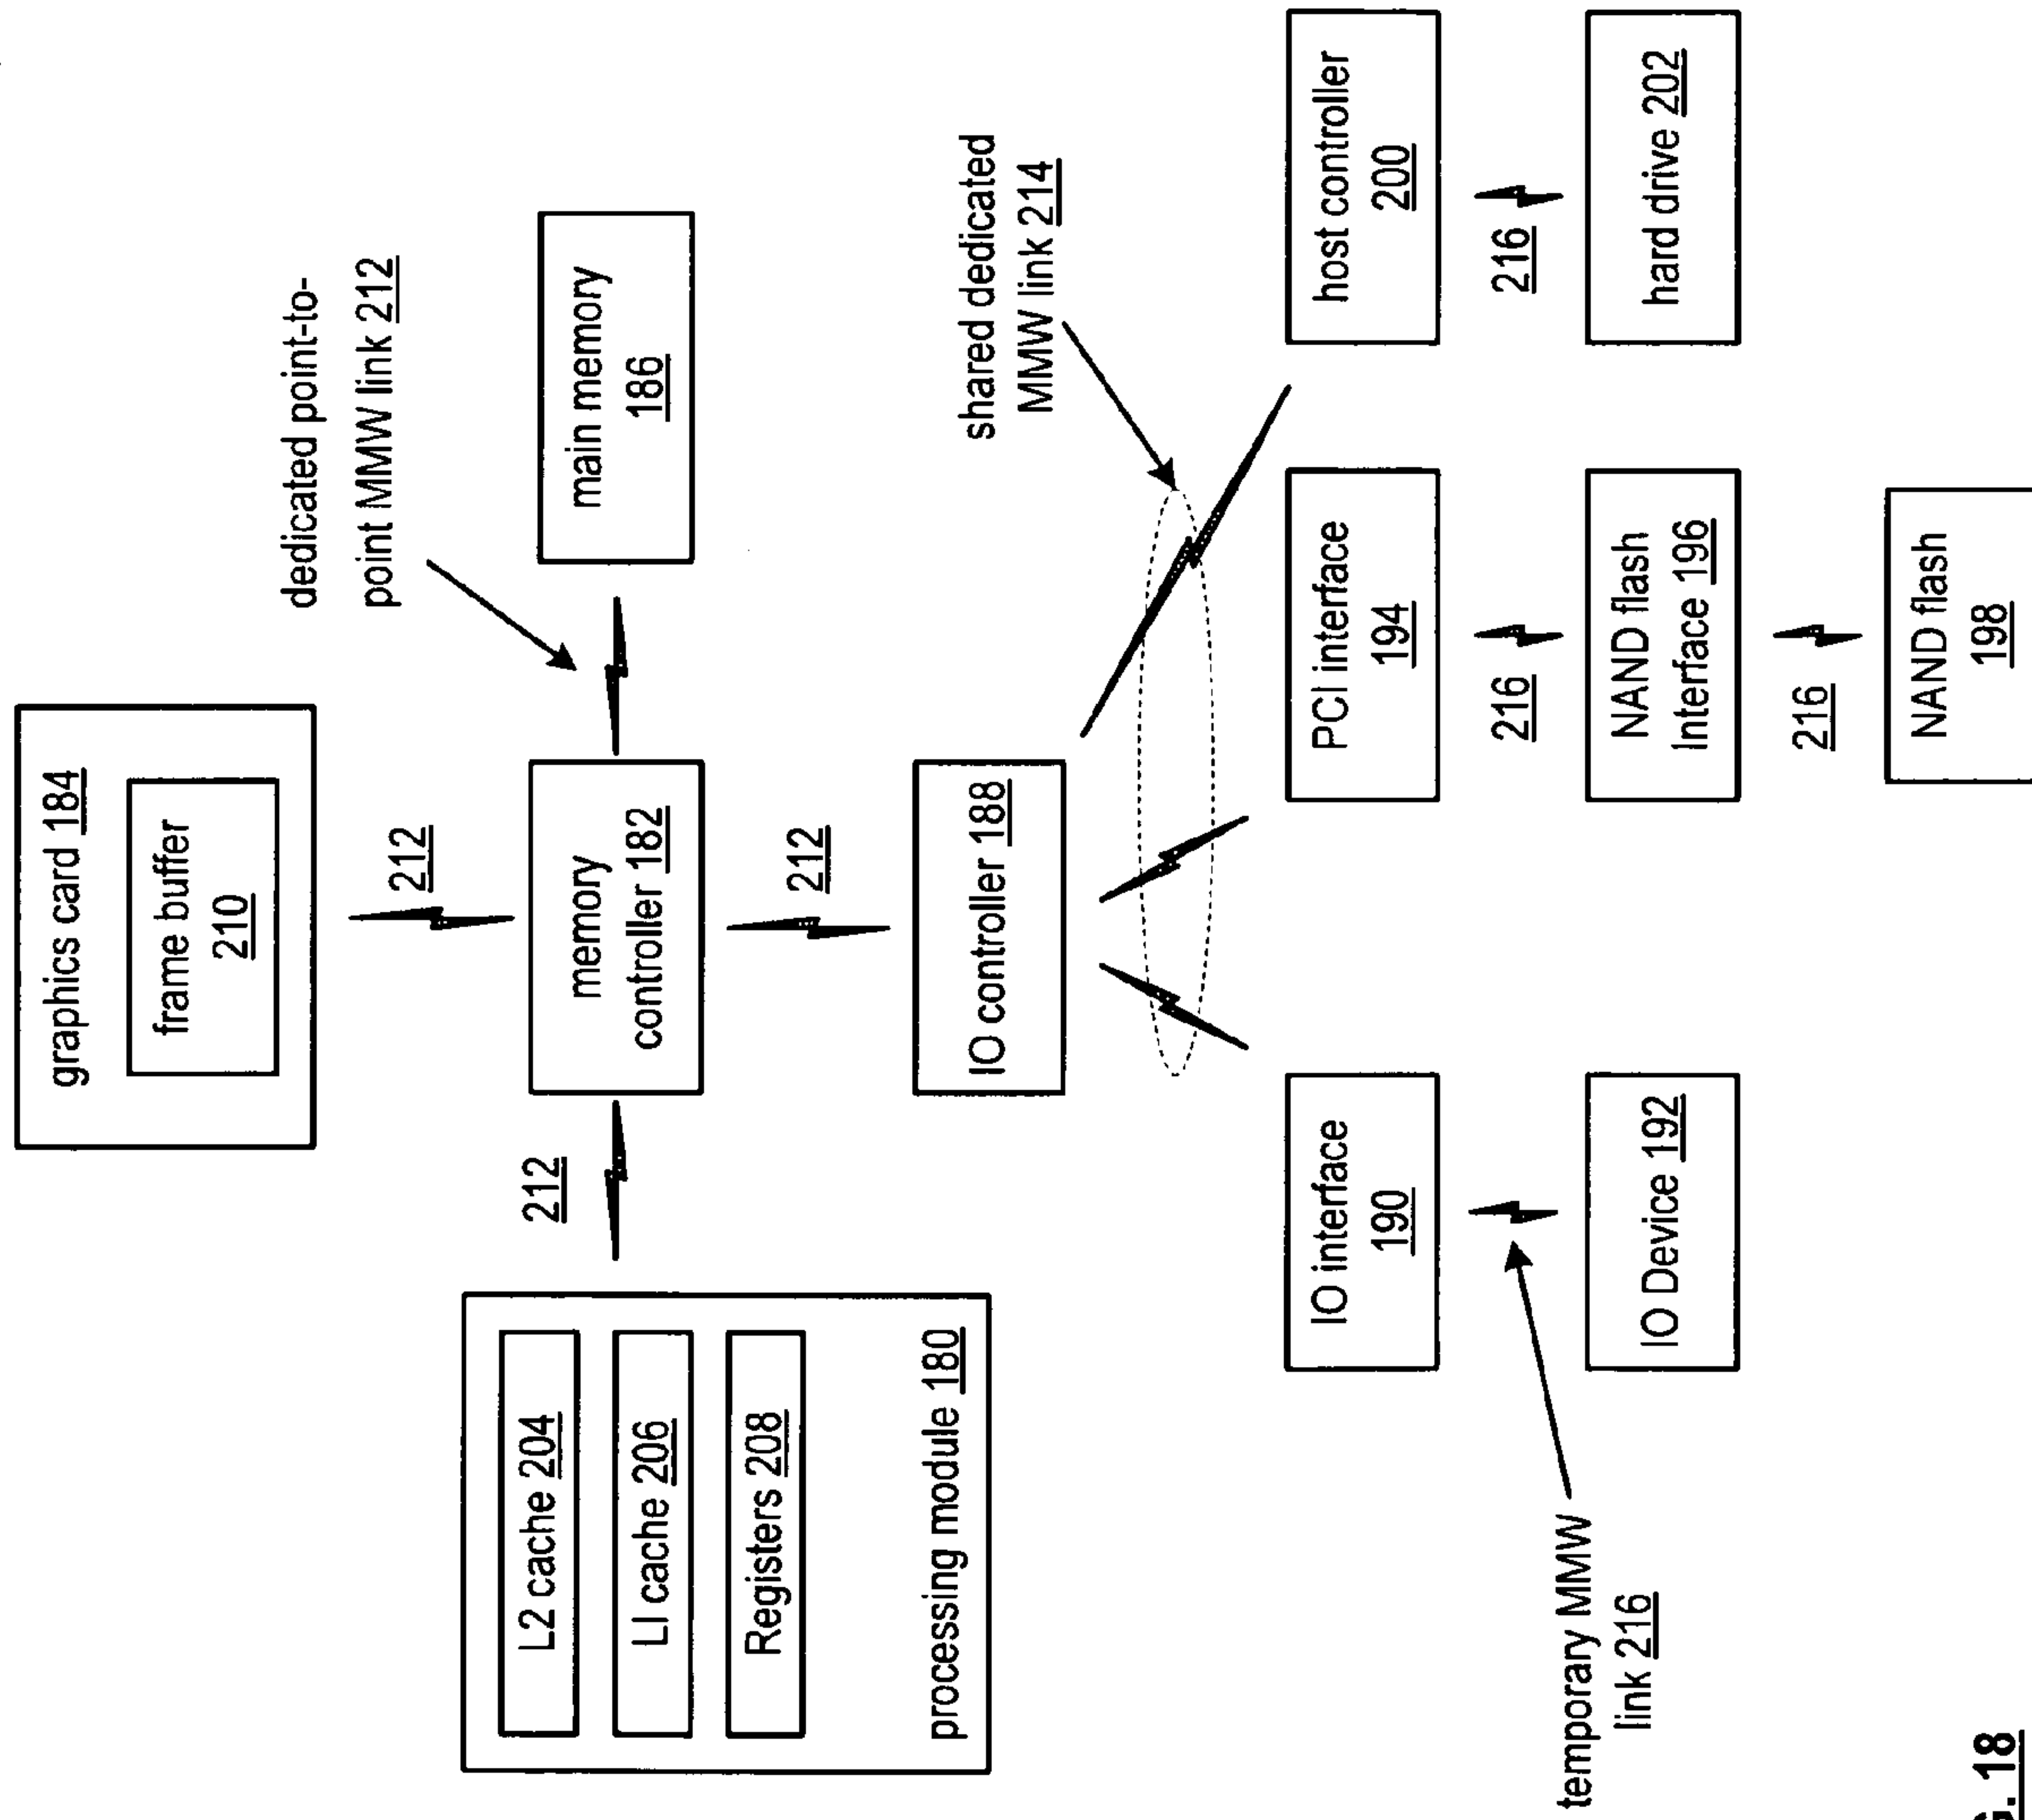 graphics card 184
frame buffer
210
dedicated point-to-
point MMW link 212
212
L2 cache 204
LI cache 206
Registers 208
processing module 180
212
memory
controller 182
main memory
186
212
IO controller 188
shared dedicated
MMW link 214
IO interface
190
PCI interface
194
host controller
200
temporary MMW
link 216
216
216
IO Device 192
NAND flash
Interface 196
hard drive 202
216
NAND flash
198
G. 18